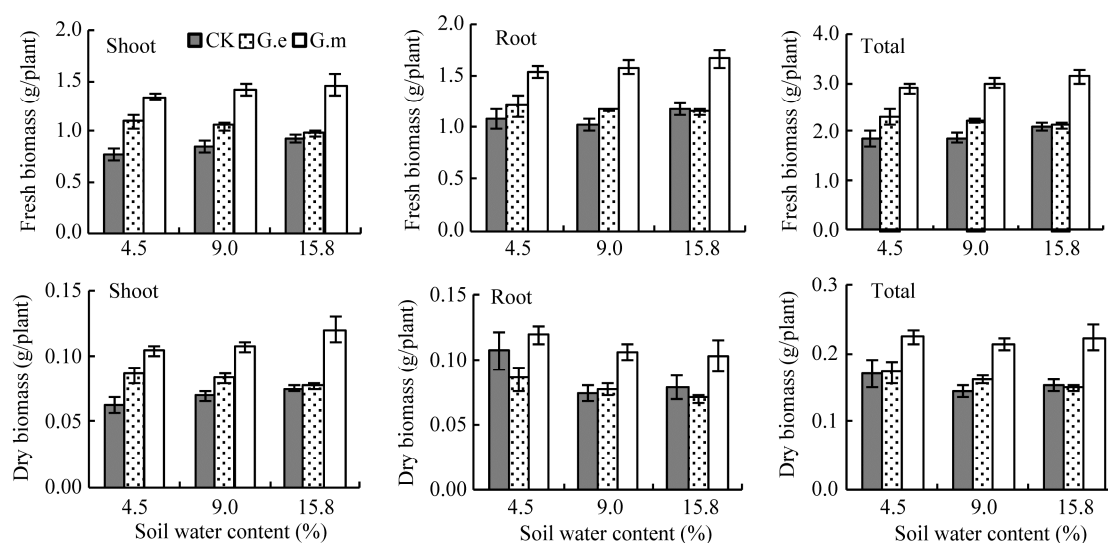 Fresh biomass (g/plant)
2.0
1.5
1.0
0.5
0.0
Shoot
CK G.e G.m
4.5 9.0 15.8
Fresh biomass (g/plant)
2.0
1.5
1.0
0.5
0.0
Root
4.5 9.0 15.8
Fresh biomass (g/plant)
4.0
3.0
2.0
1.0
0.0
Total
4.5 9.0 15.8
Dry biomass (g/plant)
0.15
0.10
0.05
0.00
Shoot
4.5 9.0 15.8
Soil water content (%)
Dry biomass (g/plant)
0.15
0.10
0.05
0.00
Root
4.5 9.0 15.8
Soil water content (%)
Dry biomass (g/plant)
0.3
0.2
0.1
0.0
Total
4.5 9.0 15.8
Soil water content (%)